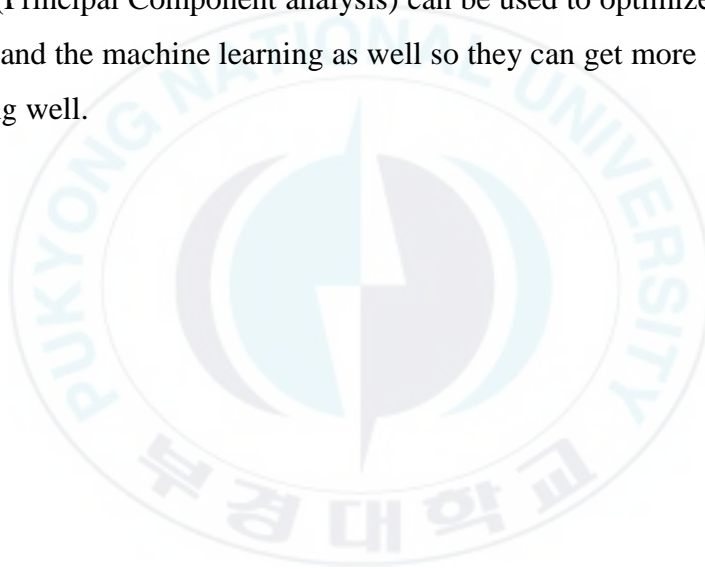 (Principal Component analysis) can be used to optimize
and the machine learning as well so they can get more
g well.
PUKYONG NATIONAL UNIVERSITY
부경대학교